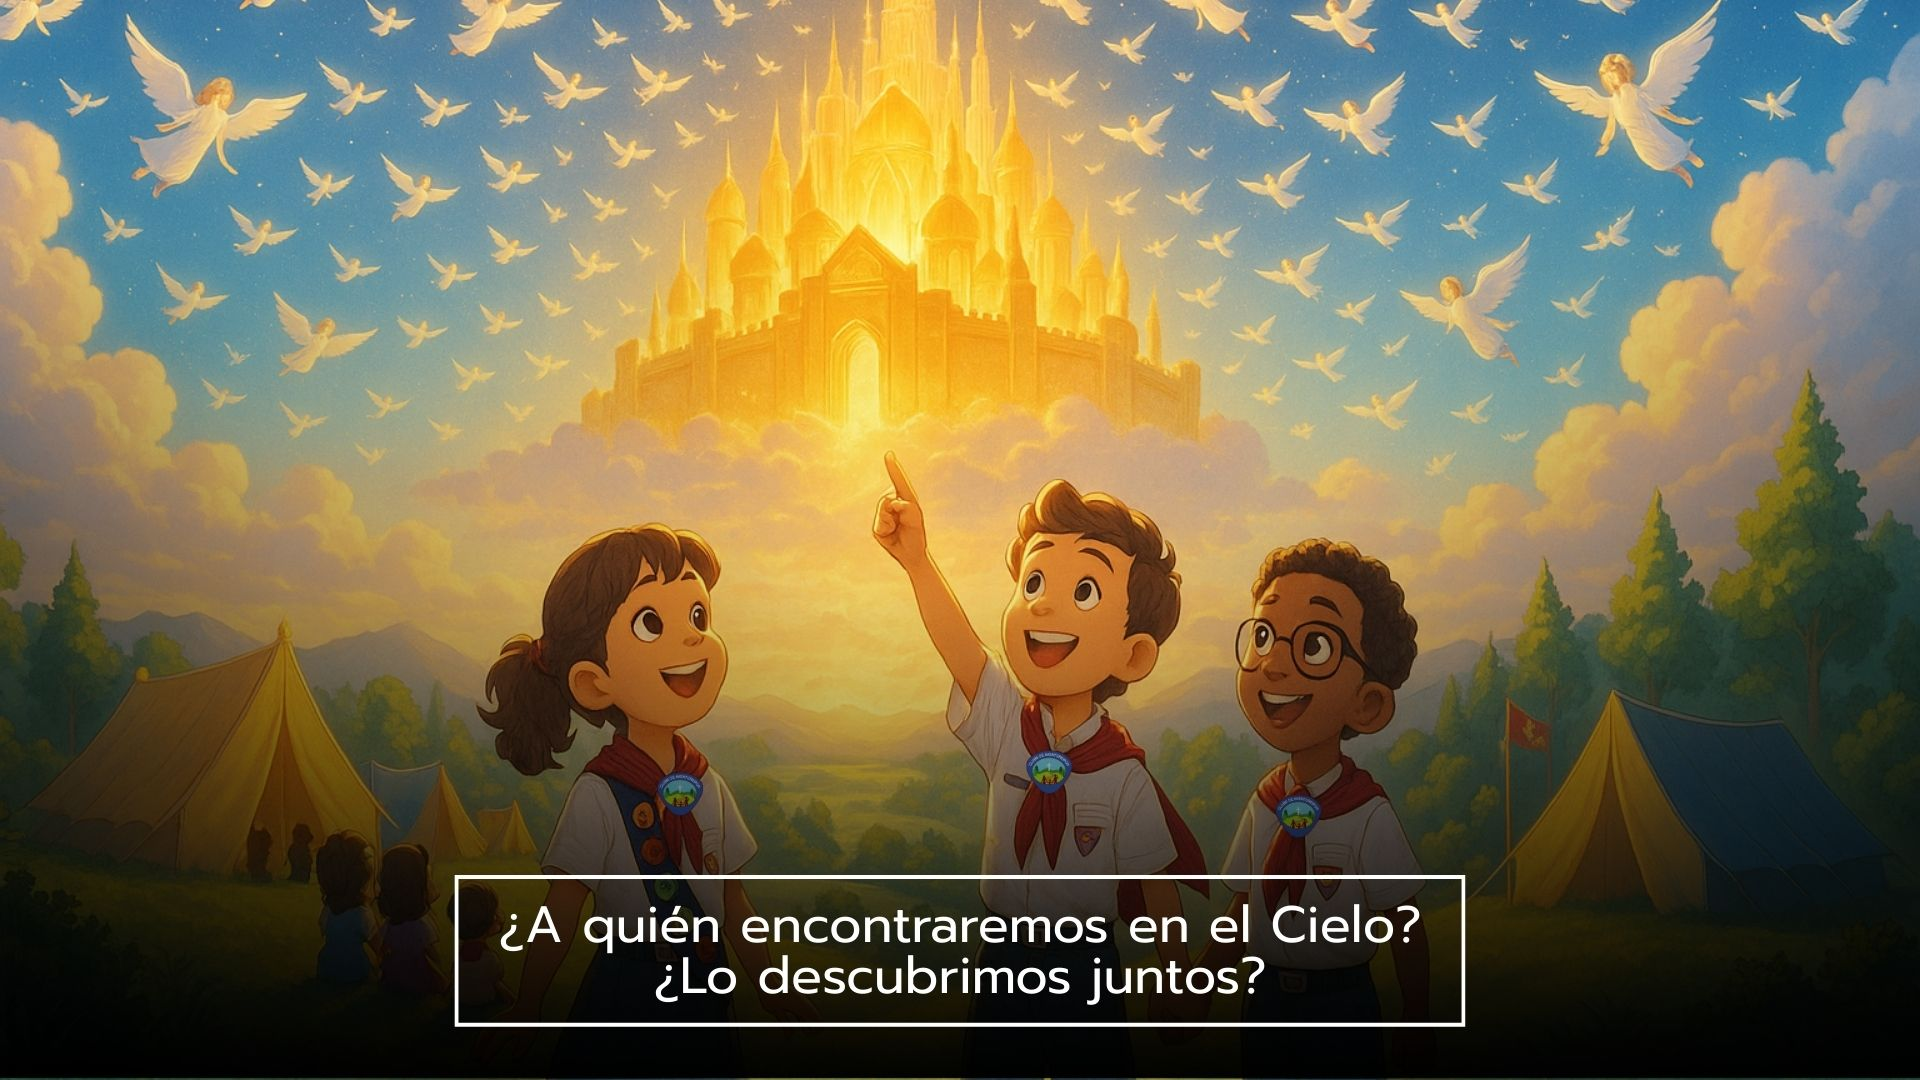 ¿A quién encontraremos en el Cielo?
¿Lo descubrimos juntos?